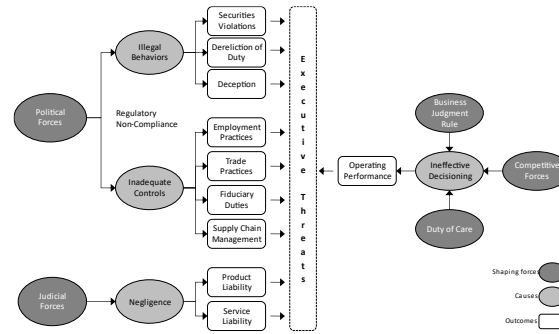 Securities
Violations
Illegal
Behaviors
Dereliction of
Duty
Deception
Political
Forces
Regulatory
Non-Compliance
Employment
Practices
Inadequate
Controls
Trade
Practices
Fiduciary
Duties
Supply Chain
Management
Judicial
Forces
Negligence
Product
Liability
Service
Liability
Executive Threats
Operating
Performance
Business
Judgment
Rule
Ineffective
Decisioning
Competitive
Forces
Duty of Care
Shaping forces
Causes
Outcomes